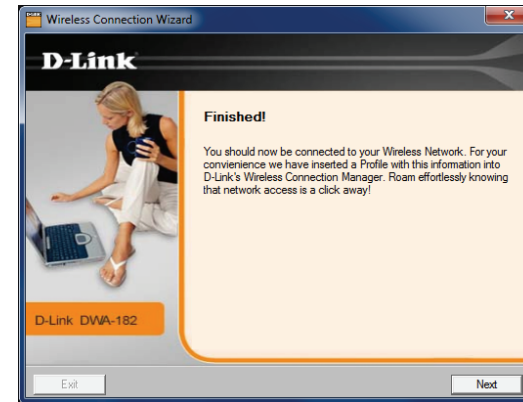 Wireless Connection Wizard
D-Link
Finished!
You should now be connected to your Wireless Network. For your
convienience we have inserted a Profile with this information into
D-Link's Wireless Connection Manager. Roam effortlessly knowing
that network access is a click away!
D-Link DWA-182
Exit
Next